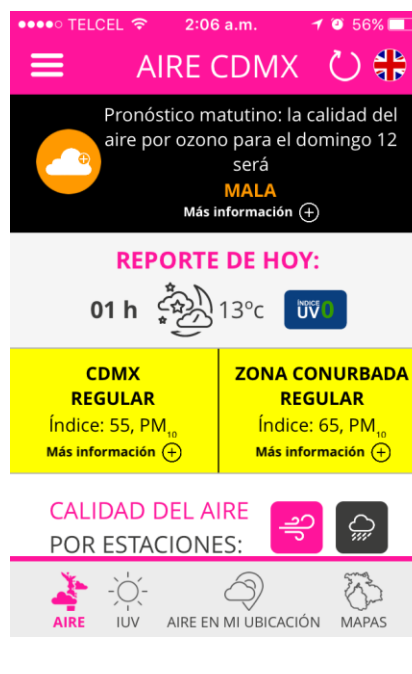 TELCEL 2:06 a.m. 56%
AIRE CDMX
Pronóstico matutino: la calidad del
aire por ozono para el domingo 12
será
MALA
Más información
REPORTE DE HOY:
01 h 13°c ÍNDICE UV 0
CDMX
REGULAR
Índice: 55, PM10
Más información
ZONA CONURBADA
REGULAR
Índice: 65, PM10
Más información
CALIDAD DEL AIRE
POR ESTACIONES:
AIRE IUV AIRE EN MI UBICACIÓN MAPAS